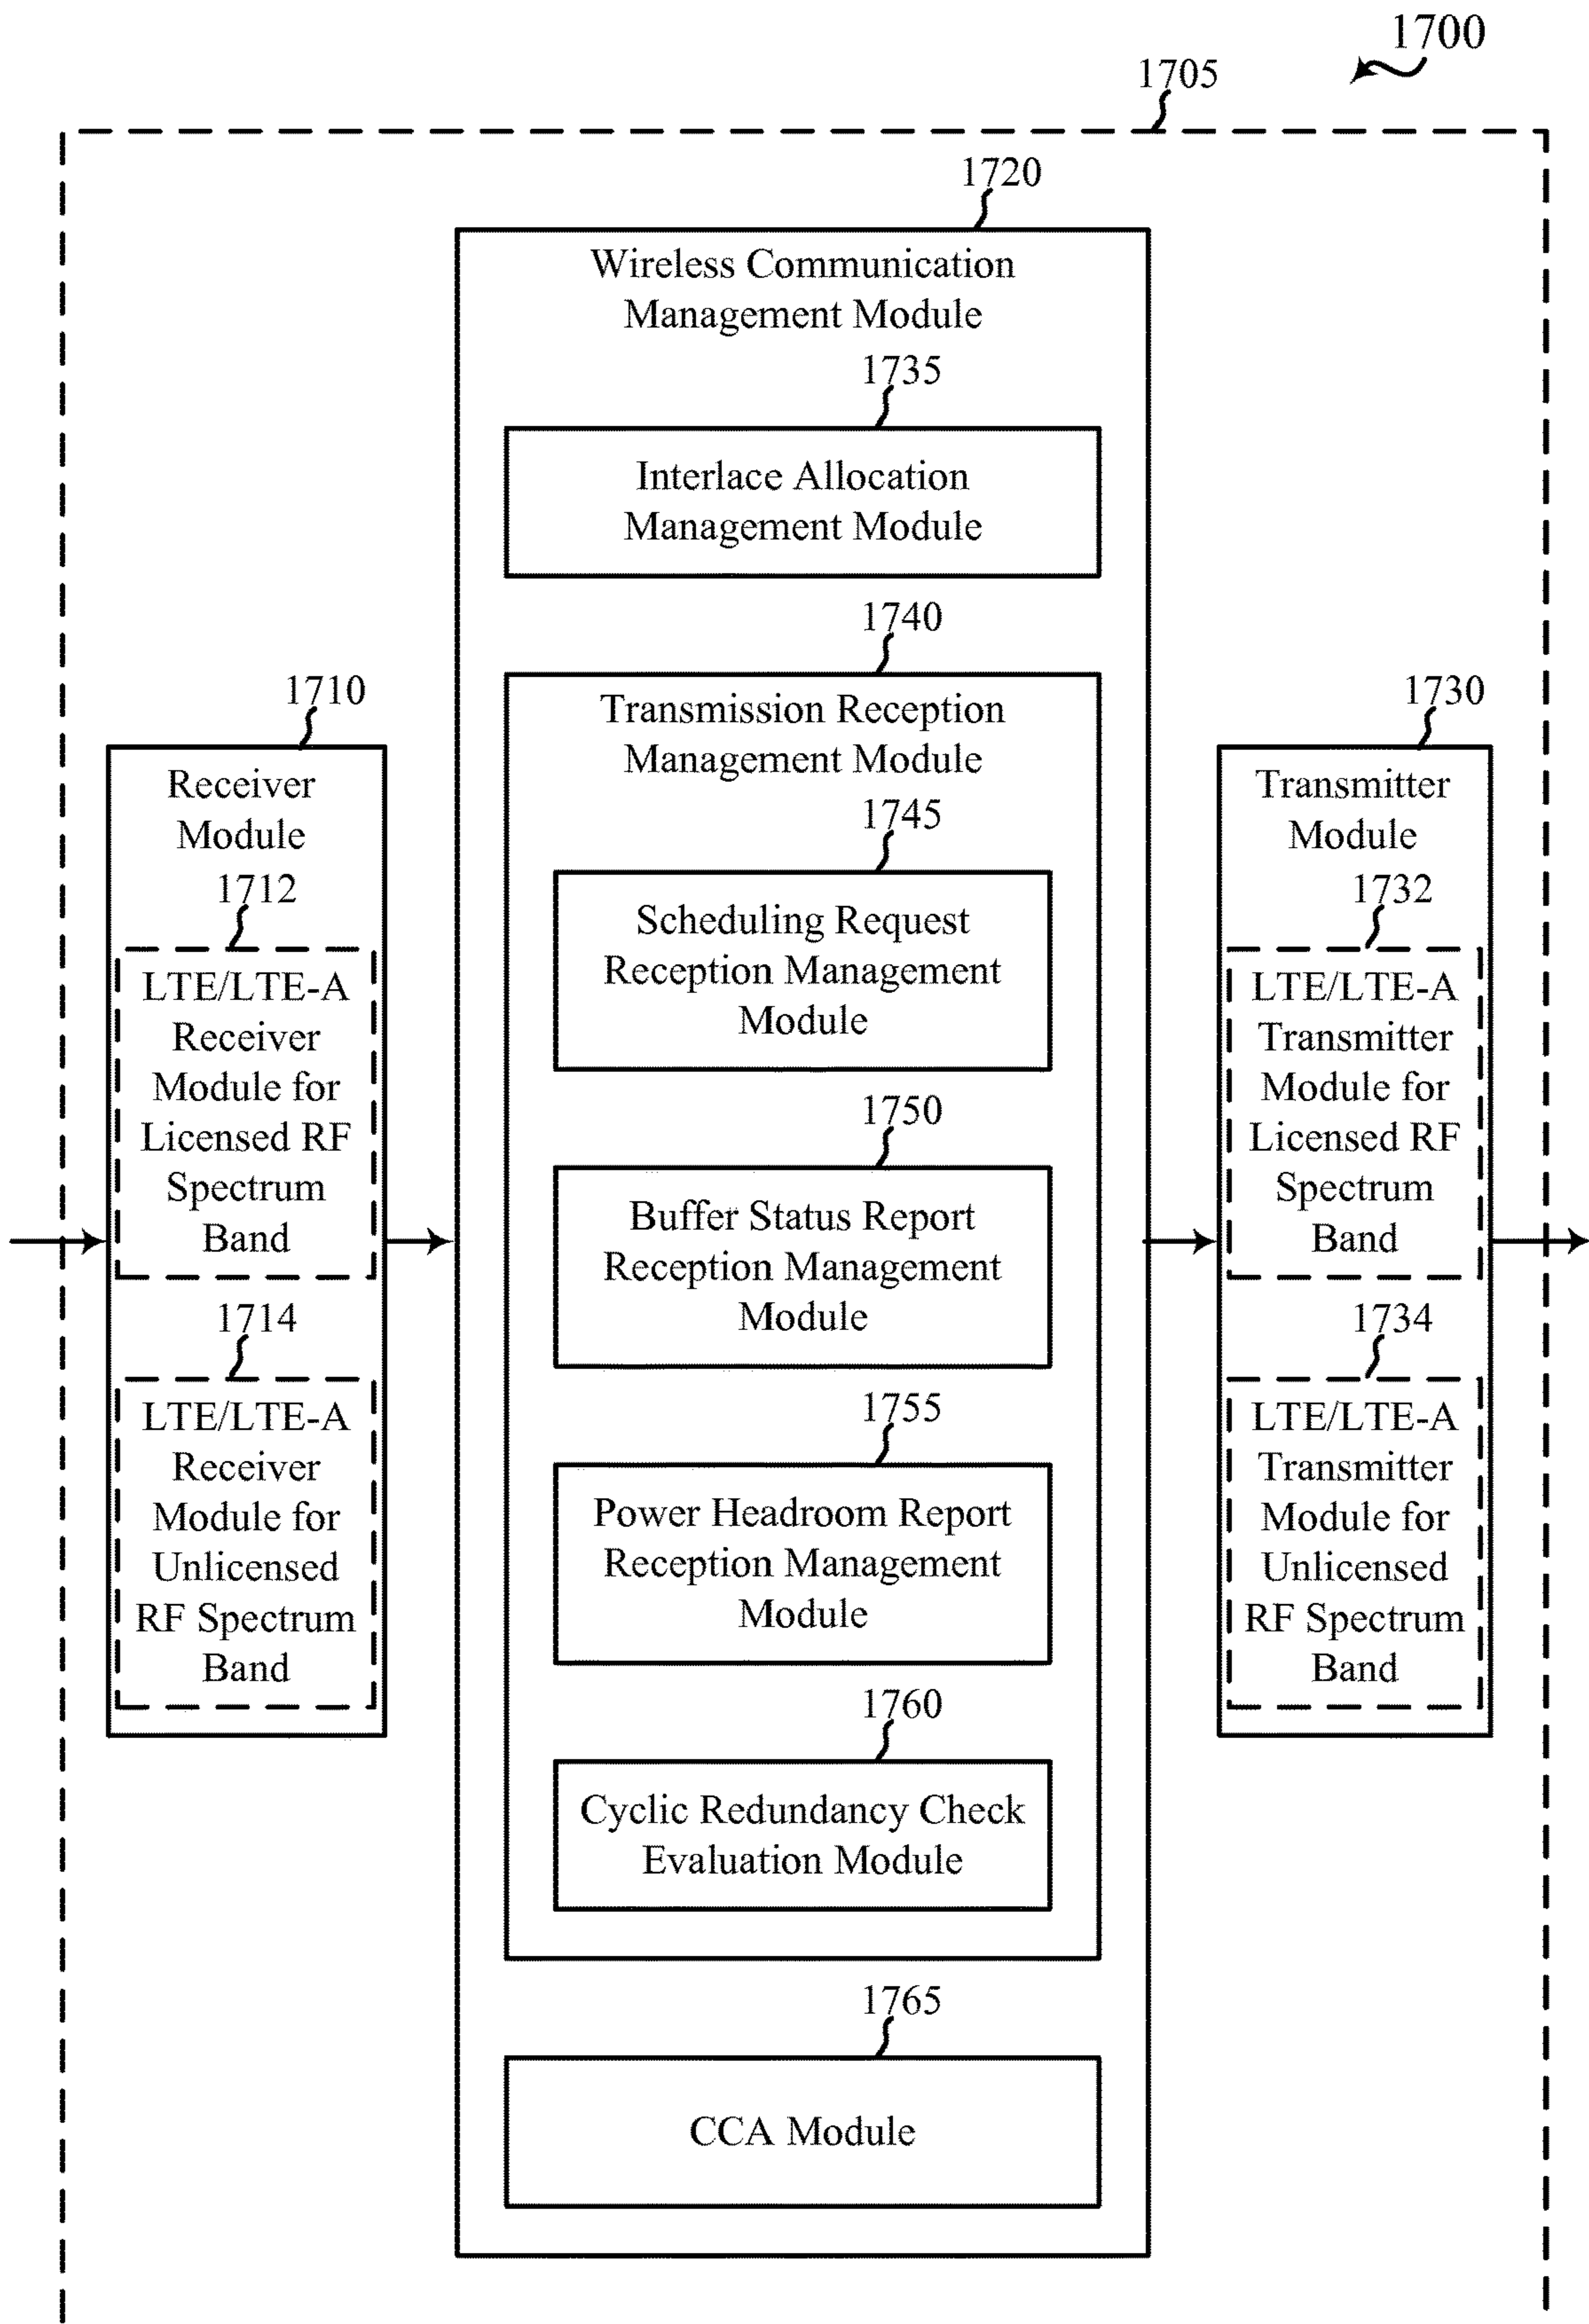 1700
1705
1720
Wireless Communication
Management Module
1735
Interlace Allocation
Management Module
1740
Transmission Reception
Management Module
1745
Scheduling Request
Reception Management
Module
1750
Buffer Status Report
Reception Management
Module
1755
Power Headroom Report
Reception Management
Module
1760
Cyclic Redundancy Check
Evaluation Module
1765
CCA Module
1710
Receiver
Module
1712
LTE/LTE-A
Receiver
Module for
Licensed RF
Spectrum
Band
1714
LTE/LTE-A
Receiver
Module for
Unlicensed
RF Spectrum
Band
1730
Transmitter
Module
1732
LTE/LTE-A
Transmitter
Module for
Licensed RF
Spectrum
Band
1734
LTE/LTE-A
Transmitter
Module for
Unlicensed
RF Spectrum
Band